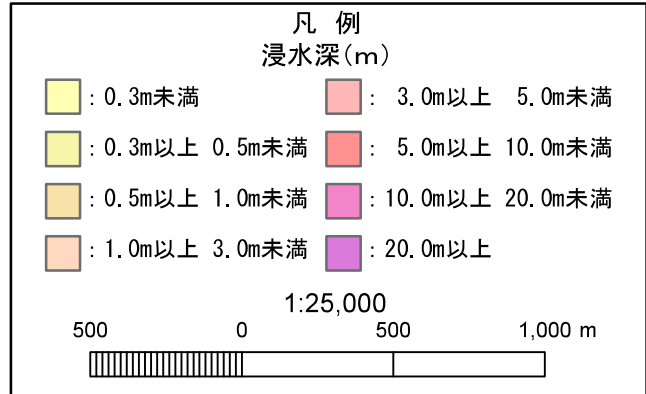 凡 例
浸水深(m)
: 0.3m未満
: 0.3m以上 0.5m未満
: 0.5m以上 1.0m未満
: 1.0m以上 3.0m未満
: 3.0m以上 5.0m未満
: 5.0m以上 10.0m未満
: 10.0m以上 20.0m未満
: 20.0m以上
1:25,000
500 0 500 1,000 m